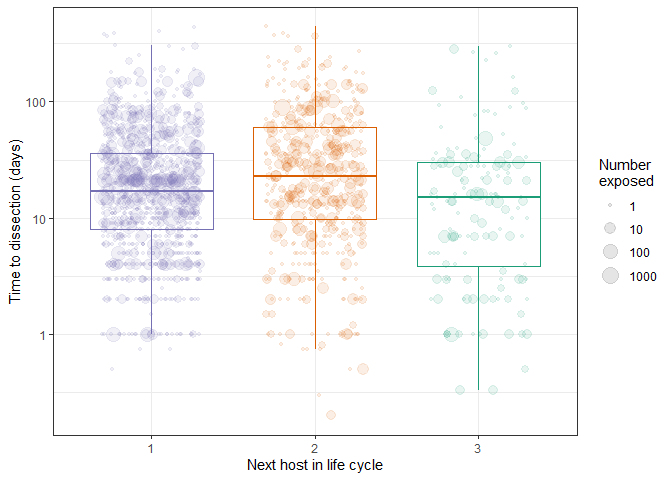 Time to dissection (days)
100
10
1
1
2
3
Next host in life cycle
Number
exposed
1
10
100
1000